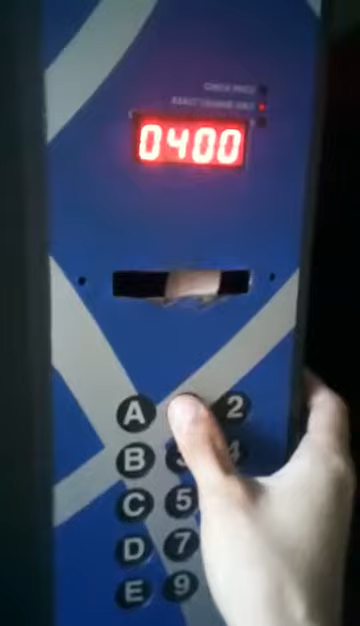 CHECK PRICE
EXACT CHANGE ONLY
0400
A 2
B 3 4
C 5
D 7
E 9